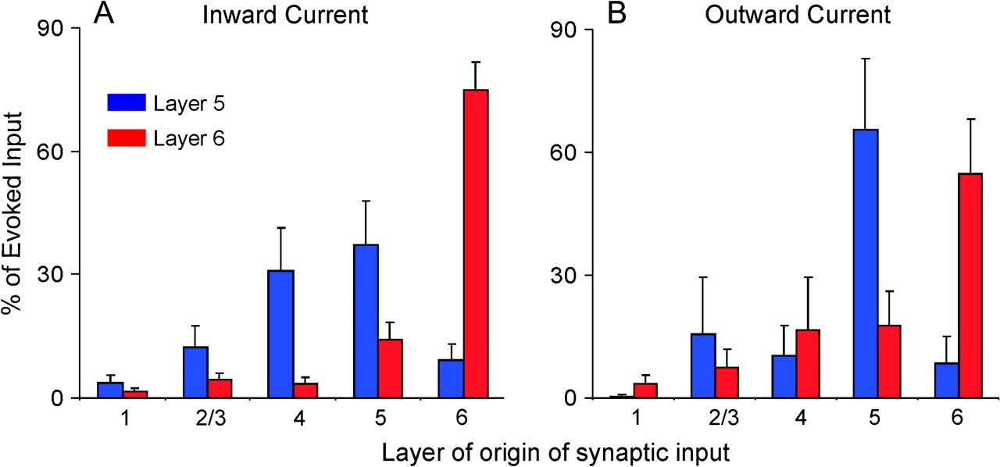 A Inward Current
90
60
30
0
Layer 5
Layer 6
% of Evoked Input
1 2/3 4 5 6
B Outward Current
90
60
30
0
1 2/3 4 5 6
Layer of origin of synaptic input